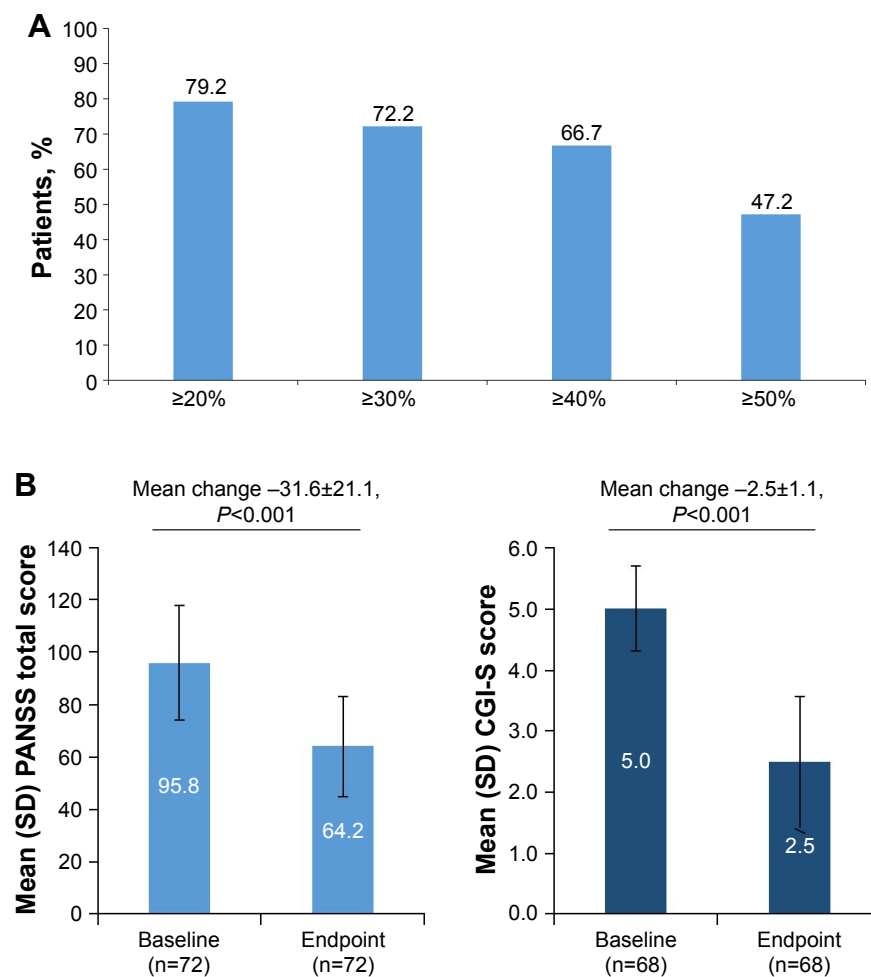 A
Patients, %
100
90
80
70
60
50
40
30
20
10
0
79.2
72.2
66.7
47.2
≥20%
≥30%
≥40%
≥50%
B
Mean change –31.6±21.1,
P<0.001
Mean (SD) PANSS total score
140
120
100
80
60
40
20
0
95.8
64.2
Baseline
(n=72)
Endpoint
(n=72)
Mean change –2.5±1.1,
P<0.001
Mean (SD) CGI-S score
6.0
5.0
4.0
3.0
2.0
1.0
0.0
5.0
2.5
Baseline
(n=68)
Endpoint
(n=68)